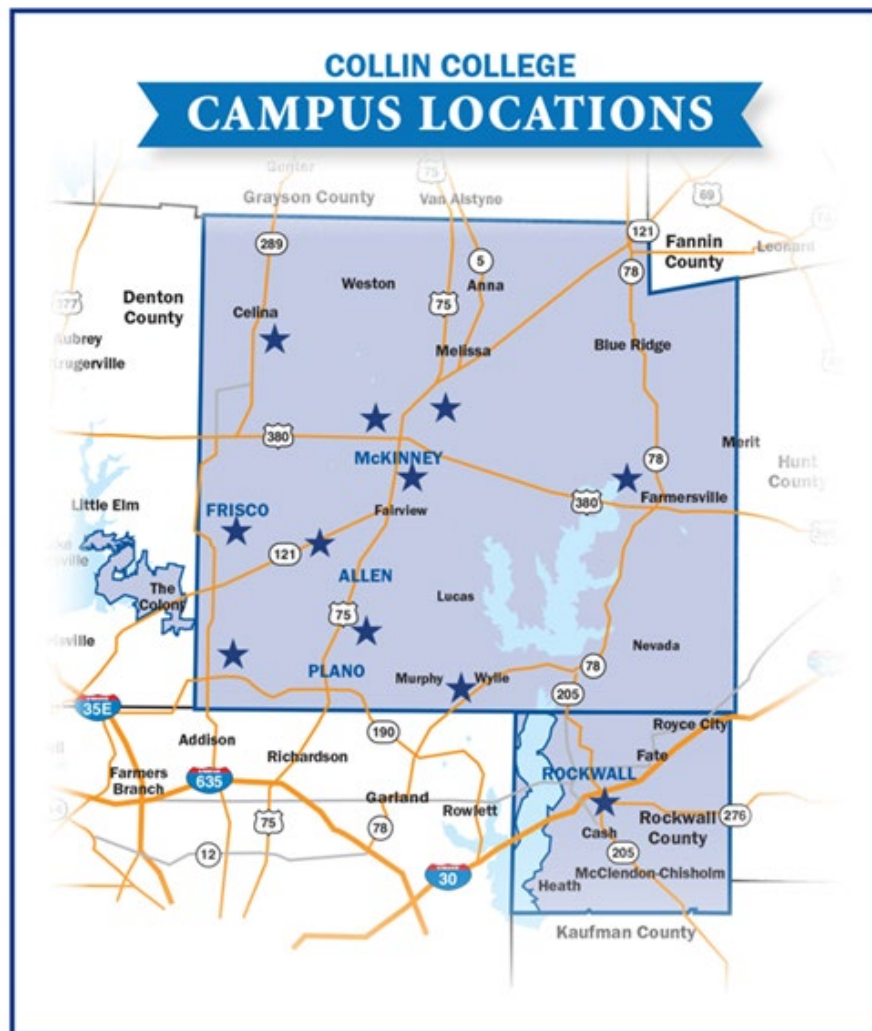 COLLIN COLLEGE
CAMPUS LOCATIONS
75
Grayson County
Van Alstyne
69
289
5
121
Fannin
County
Leonard
78
Denton
County
377
Weston
Anna
75
Celina
Aubrey
Krugerville
Melissa
Blue Ridge
380
Merit
McKINNEY
78
Hunt
County
Little Elm
FRISCO
Fairview
380
Farmersville
121
The
Colony
ALLEN
Lucas
75
Nevada
PLANO
Murphy
Wylie
78
205
35E
Royce City
190
Addison
Richardson
Fate
Farmers
Branch
635
ROCKWALL
Garland
Rowlett
75
78
Cash
Rockwall
County
276
12
205
30
Heath
McClendon-Chisholm
Kaufman County